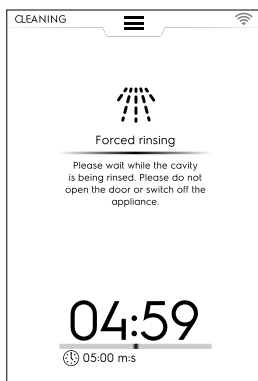 CLEANING
Forced rinsing
Please wait while the cavity
is being rinsed. Please do not
open the door or switch off the
appliance.
04:59
05:00 m:s